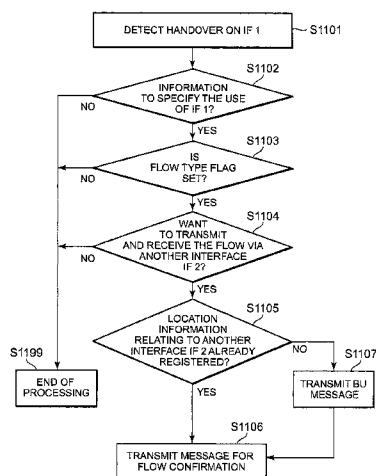 DETECT HANDOVER ON IF 1
S1101
S1102
INFORMATION
TO SPECIFY THE USE
OF IF 1?
NO
YES
S1103
IS
FLOW TYPE FLAG
SET?
NO
YES
S1104
WANT
TO TRANSMIT
AND RECEIVE THE FLOW VIA
ANOTHER INTERFACE
IF 2?
NO
YES
S1105
LOCATION
INFORMATION
RELATING TO ANOTHER
INTERFACE IF 2 ALREADY
REGISTERED?
NO
YES
S1199
END OF
PROCESSING
S1107
TRANSMIT BU
MESSAGE
S1106
TRANSMIT MESSAGE FOR
FLOW CONFIRMATION